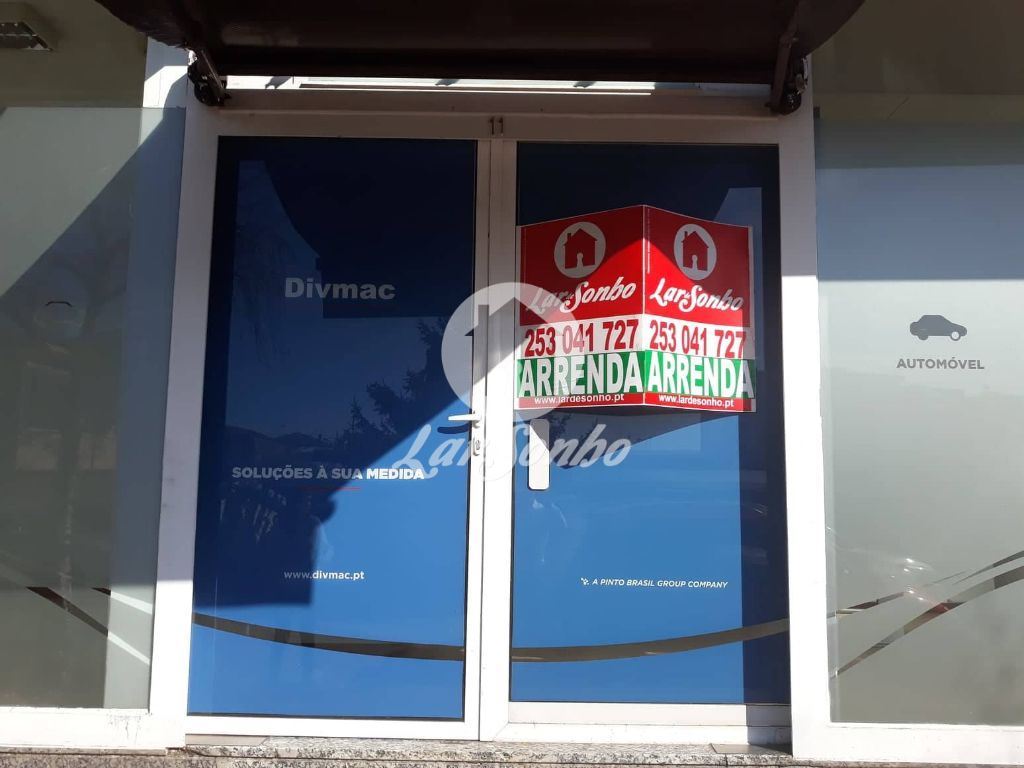 11
Divmac
SOLUÇÕES À SUA MEDIDA
www.divmac.pt
LarSonho
253 041 727
ARRENDA
www.lardesonho.pt
LarSonho
253 041 727
ARRENDA
www.lardesonho.pt
LarSonho
A PINTO BRASIL GROUP COMPANY
AUTOMÓVEL